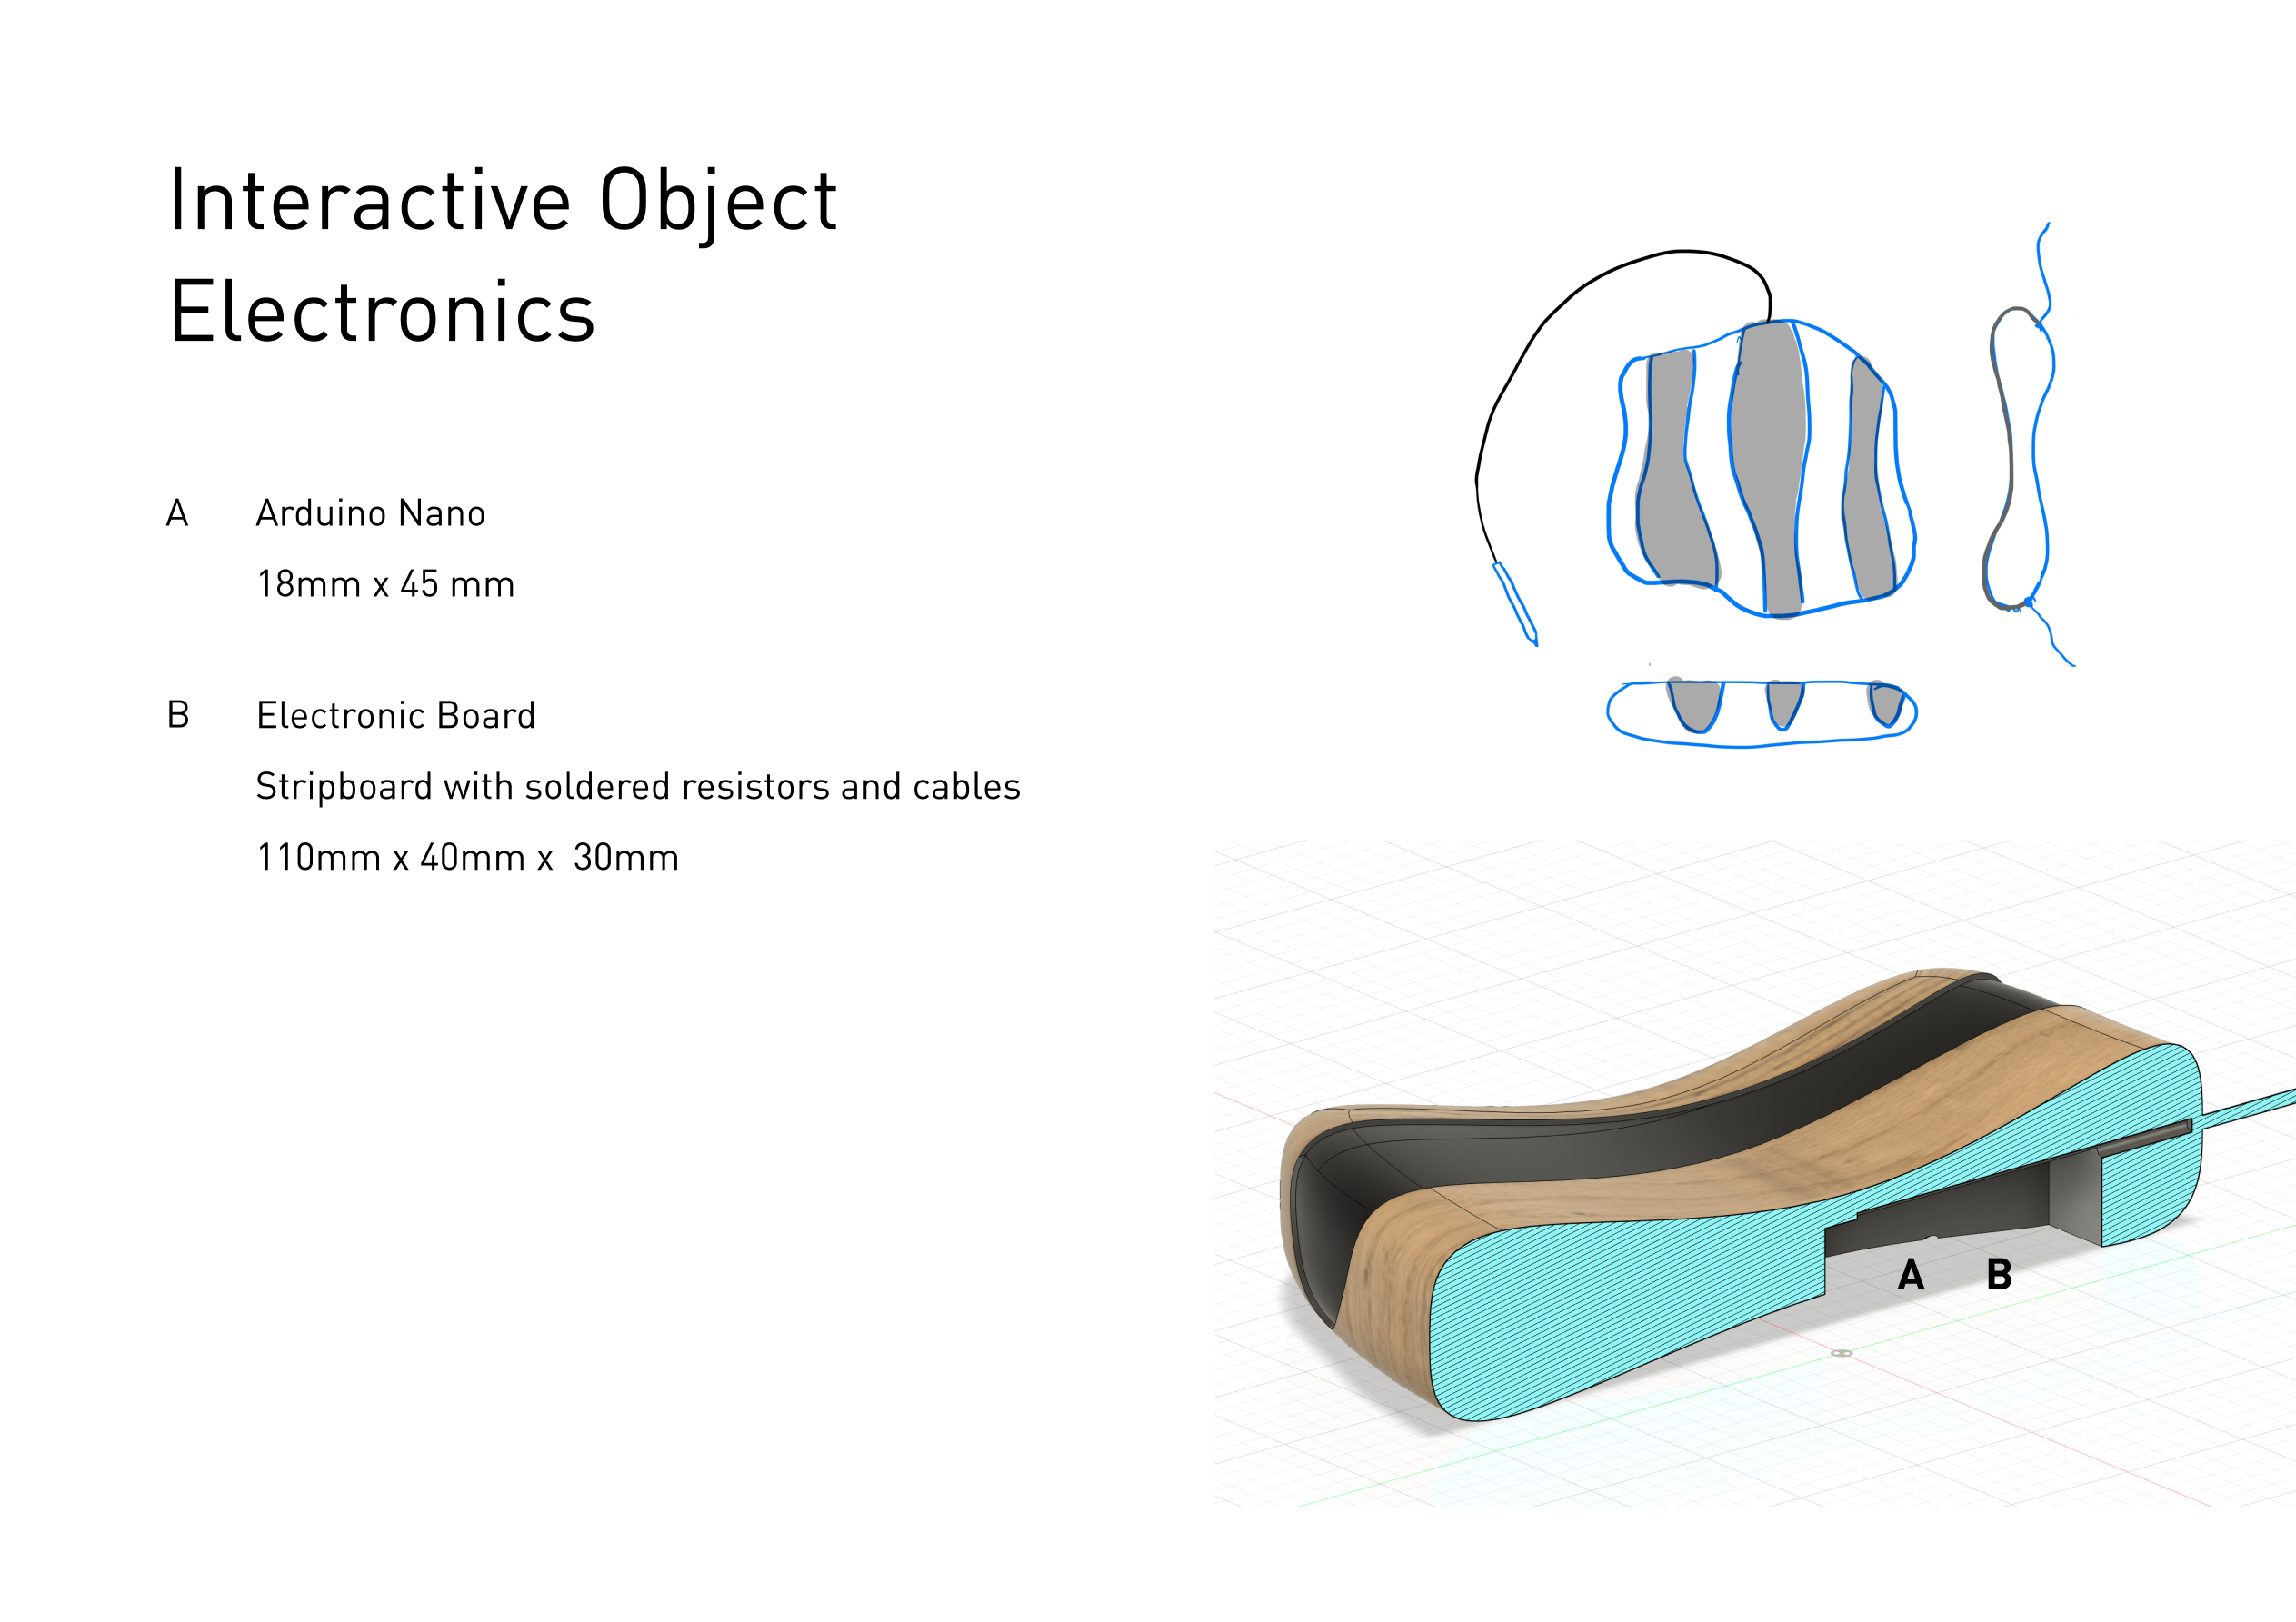 Interactive Object
Electronics
A Arduino Nano
18mm x 45 mm
B Electronic Board
Stripboard with soldered resistors and cables
110mm x 40mm x 30mm
A B